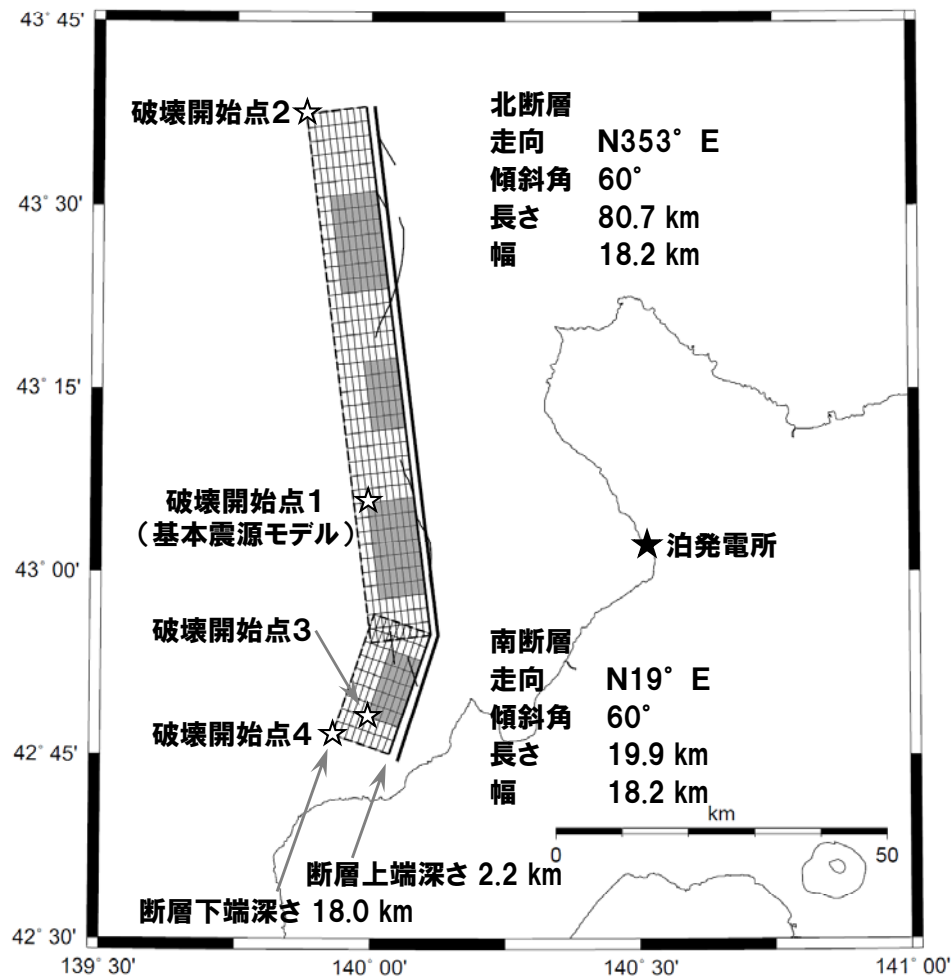 43° 45'
破壊開始点2
北断層
走向 N353° E
傾斜角 60°
長さ 80.7 km
幅 18.2 km
43° 30'
43° 15'
破壊開始点1
(基本震源モデル)
泊発電所
43° 00'
破壊開始点3
破壊開始点4
南断層
走向 N19° E
傾斜角 60°
長さ 19.9 km
幅 18.2 km
42° 45'
km
0 50
断層上端深さ 2.2 km
断層下端深さ 18.0 km
42° 30'
139° 30' 140° 00' 140° 30' 141° 00'